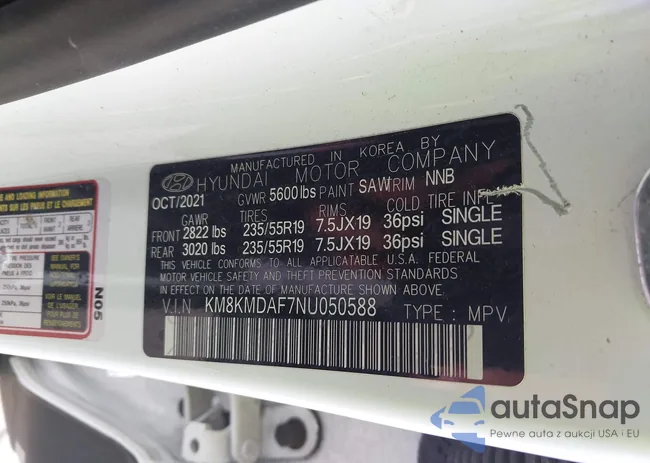 MANUFACTURED IN KOREA BY
HYUNDAI MOTOR COMPANY
OCT/2021 GVWR 5600 lbs PAINT SAW TRIM NNB
GAWR TIRES RIMS COLD TIRE INF
FRONT 2822 lbs 235/55R19 7.5JX19 36psi SINGLE
REAR 3020 lbs 235/55R19 7.5JX19 36psi SINGLE
THIS VEHICLE CONFORMS TO ALL APPLICABLE U.S.A. FEDERAL
MOTOR VEHICLE SAFETY AND THEFT PREVENTION STANDARDS
IN EFFECT ON THE DATE OF MANUFACTURE SHOWN ABOVE.
V.I.N KM8KMDAF7NU050588 TYPE : MPV
N05
autaSnap
Pewne auta z aukcji USA i EU